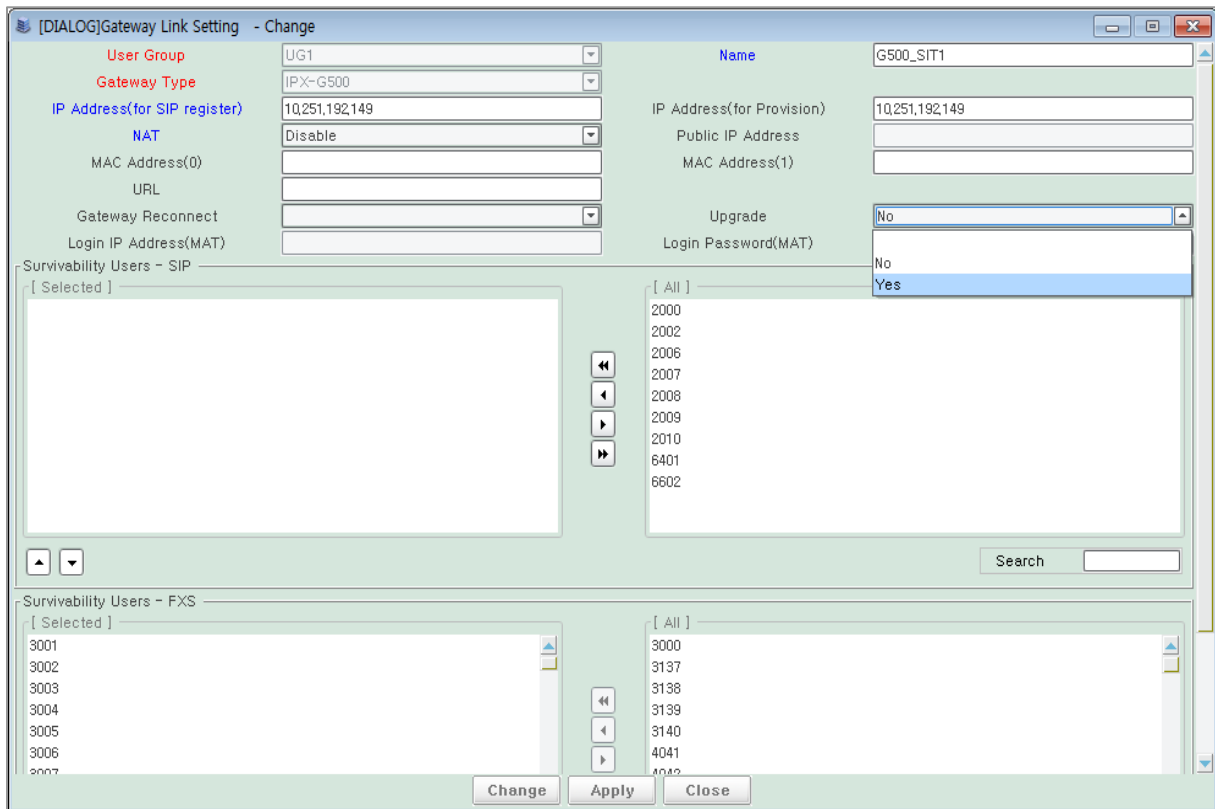 [DIALOG]Gateway Link Setting - Change
User Group UG1 Name G500_SIT1
Gateway Type IPX-G500
IP Address(for SIP register) 10,251,192,149 IP Address(for Provision) 10,251,192,149
NAT Disable Public IP Address
MAC Address(0) MAC Address(1)
URL
Gateway Reconnect Upgrade No
Login IP Address(MAT) Login Password(MAT)
No
Yes
Survivability Users - SIP
[ Selected ] [ All ]
2000
2002
2006
2007
2008
2009
2010
6401
6602
Search
Survivability Users - FXS
[ Selected ]
3001
3002
3003
3004
3005
3006
3007
[ All ]
3000
3137
3138
3139
3140
4041
4042
Change Apply Close